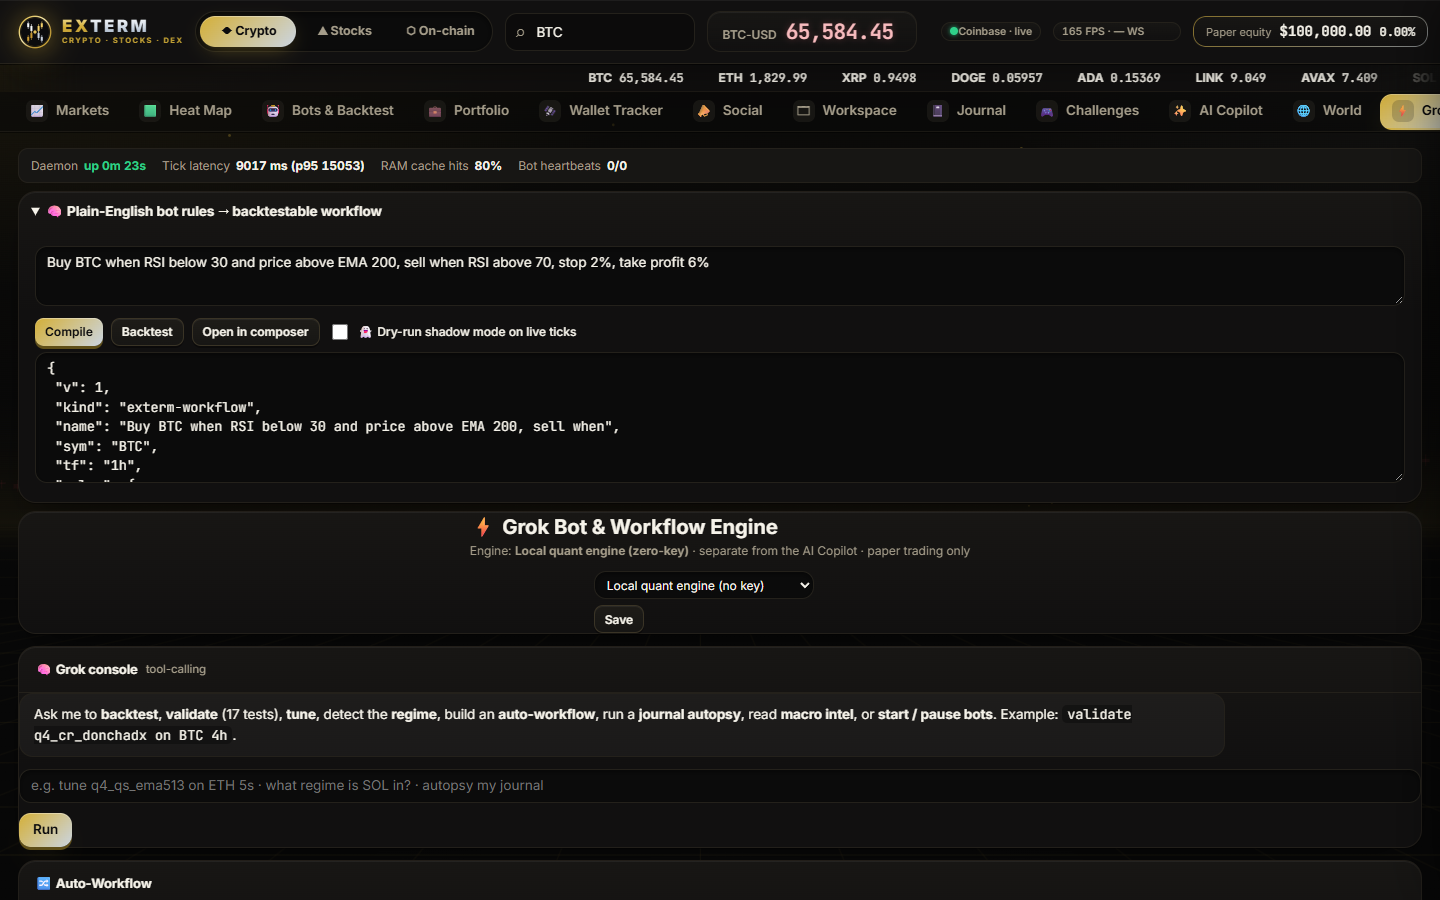 EXTERM
CRYPTO · STOCKS · DEX
Crypto
Stocks
On-chain
BTC
BTC-USD 65,584.45
Coinbase · live
165 FPS · — WS
Paper equity $100,000.00 0.00%
BTC 65,584.45 ETH 1,829.99 XRP 0.9498 DOGE 0.05957 ADA 0.15369 LINK 9.049 AVAX 7.409 SOL
Markets
Heat Map
Bots & Backtest
Portfolio
Wallet Tracker
Social
Workspace
Journal
Challenges
AI Copilot
World
Gro
Daemon up 0m 23s Tick latency 9017 ms (p95 15053) RAM cache hits 80% Bot heartbeats 0/0
▼ Plain-English bot rules → backtestable workflow
Buy BTC when RSI below 30 and price above EMA 200, sell when RSI above 70, stop 2%, take profit 6%
Compile
Backtest
Open in composer
Dry-run shadow mode on live ticks
{
"v": 1,
"kind": "exterm-workflow",
"name": "Buy BTC when RSI below 30 and price above EMA 200, sell when",
"sym": "BTC",
"tf": "1h",
Grok Bot & Workflow Engine
Engine: Local quant engine (zero-key) · separate from the AI Copilot · paper trading only
Local quant engine (no key)
Save
Grok console tool-calling
Ask me to backtest, validate (17 tests), tune, detect the regime, build an auto-workflow, run a journal autopsy, read macro intel, or start / pause bots. Example: validate
q4_cr_donchadx on BTC 4h.
e.g. tune q4_qs_ema513 on ETH 5s · what regime is SOL in? · autopsy my journal
Run
Auto-Workflow